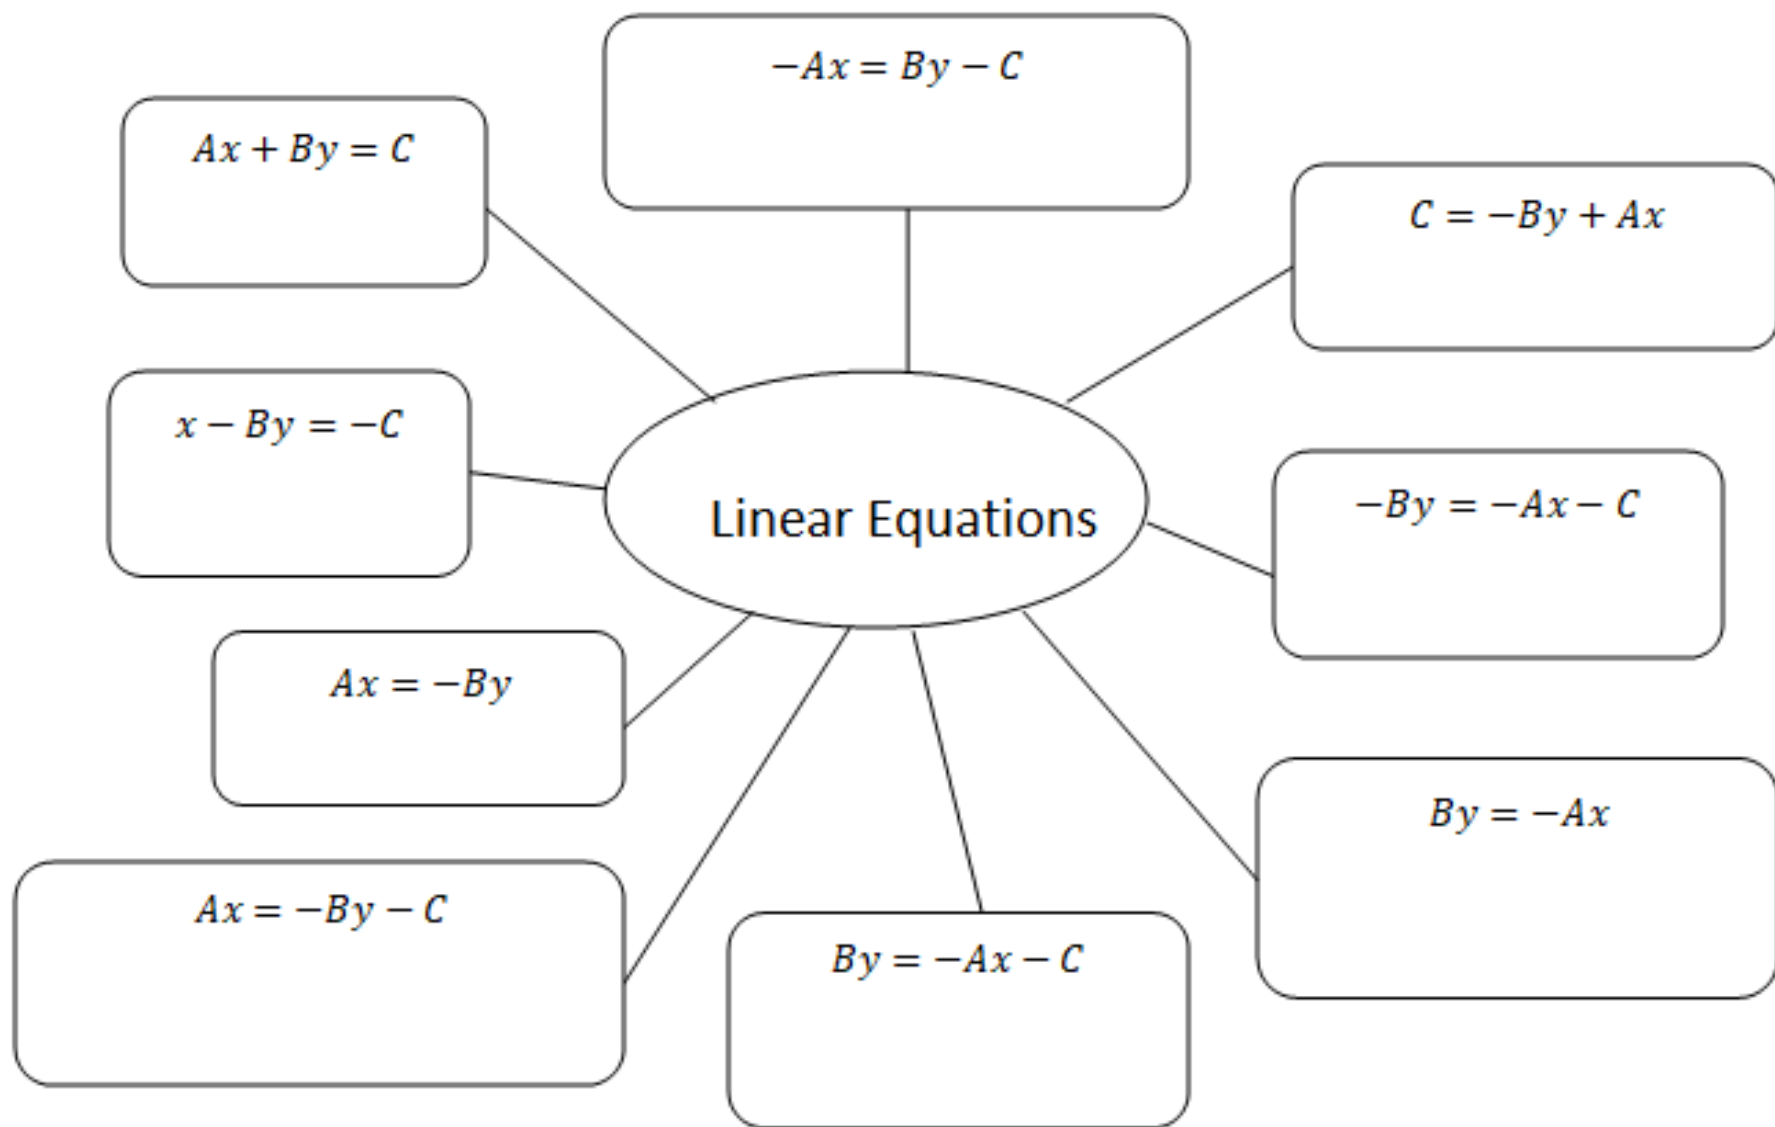 −Ax = By − C
Ax + By = C
C = −By + Ax
x − By = −C
−By = −Ax − C
Linear Equations
Ax = −By
By = −Ax
Ax = −By − C
By = −Ax − C